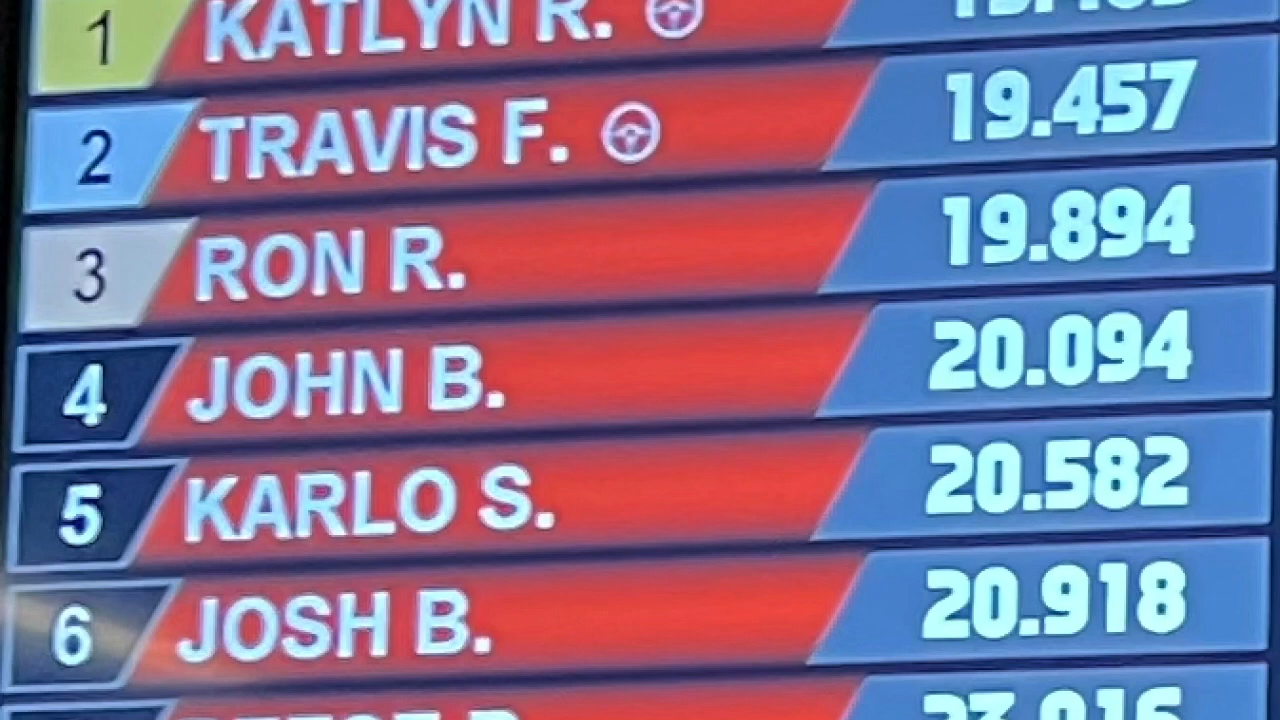 1 KATLYN R.
2 TRAVIS F. 19.457
3 RON R. 19.894
4 JOHN B. 20.094
5 KARLO S. 20.582
6 JOSH B. 20.918